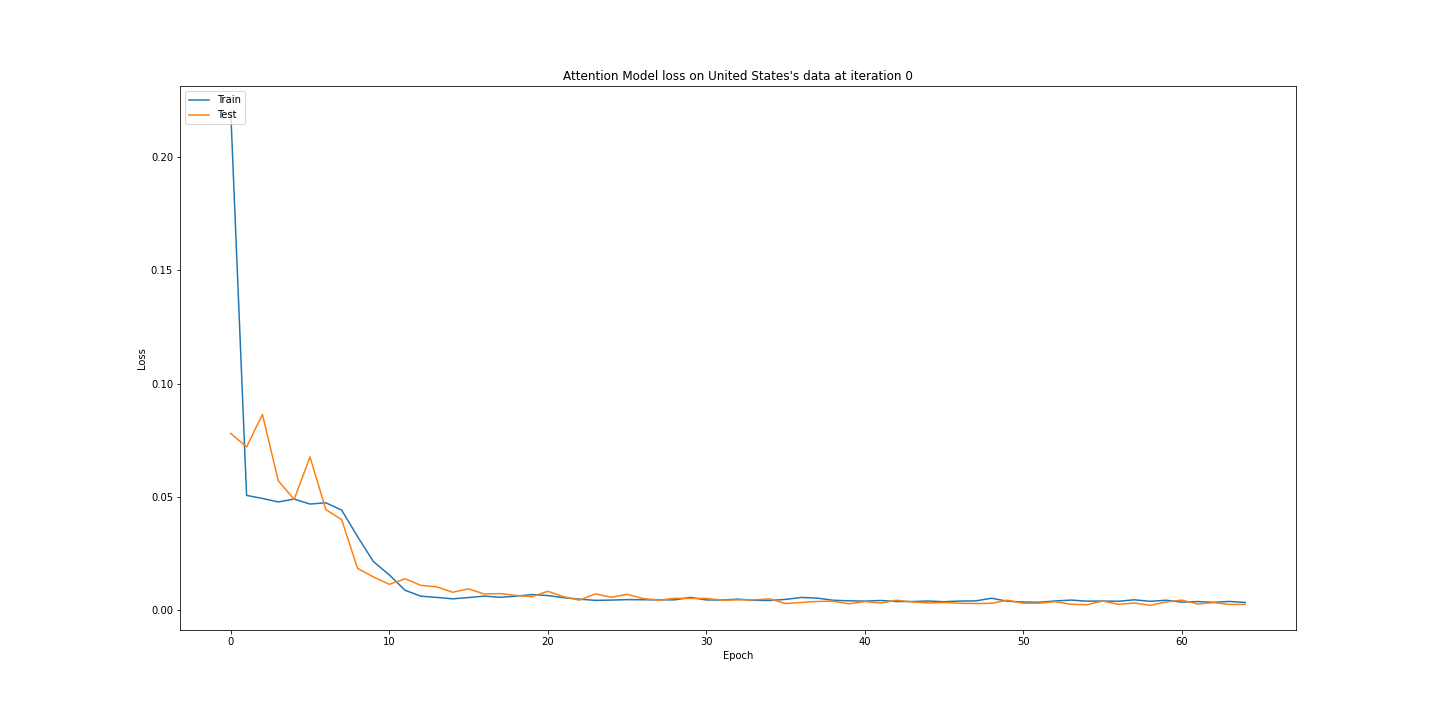 Attention Model loss on United States's data at iteration 0
Train
Test
0.20
0.15
0.10
0.05
0.00
Loss
0 10 20 30 40 50 60
Epoch